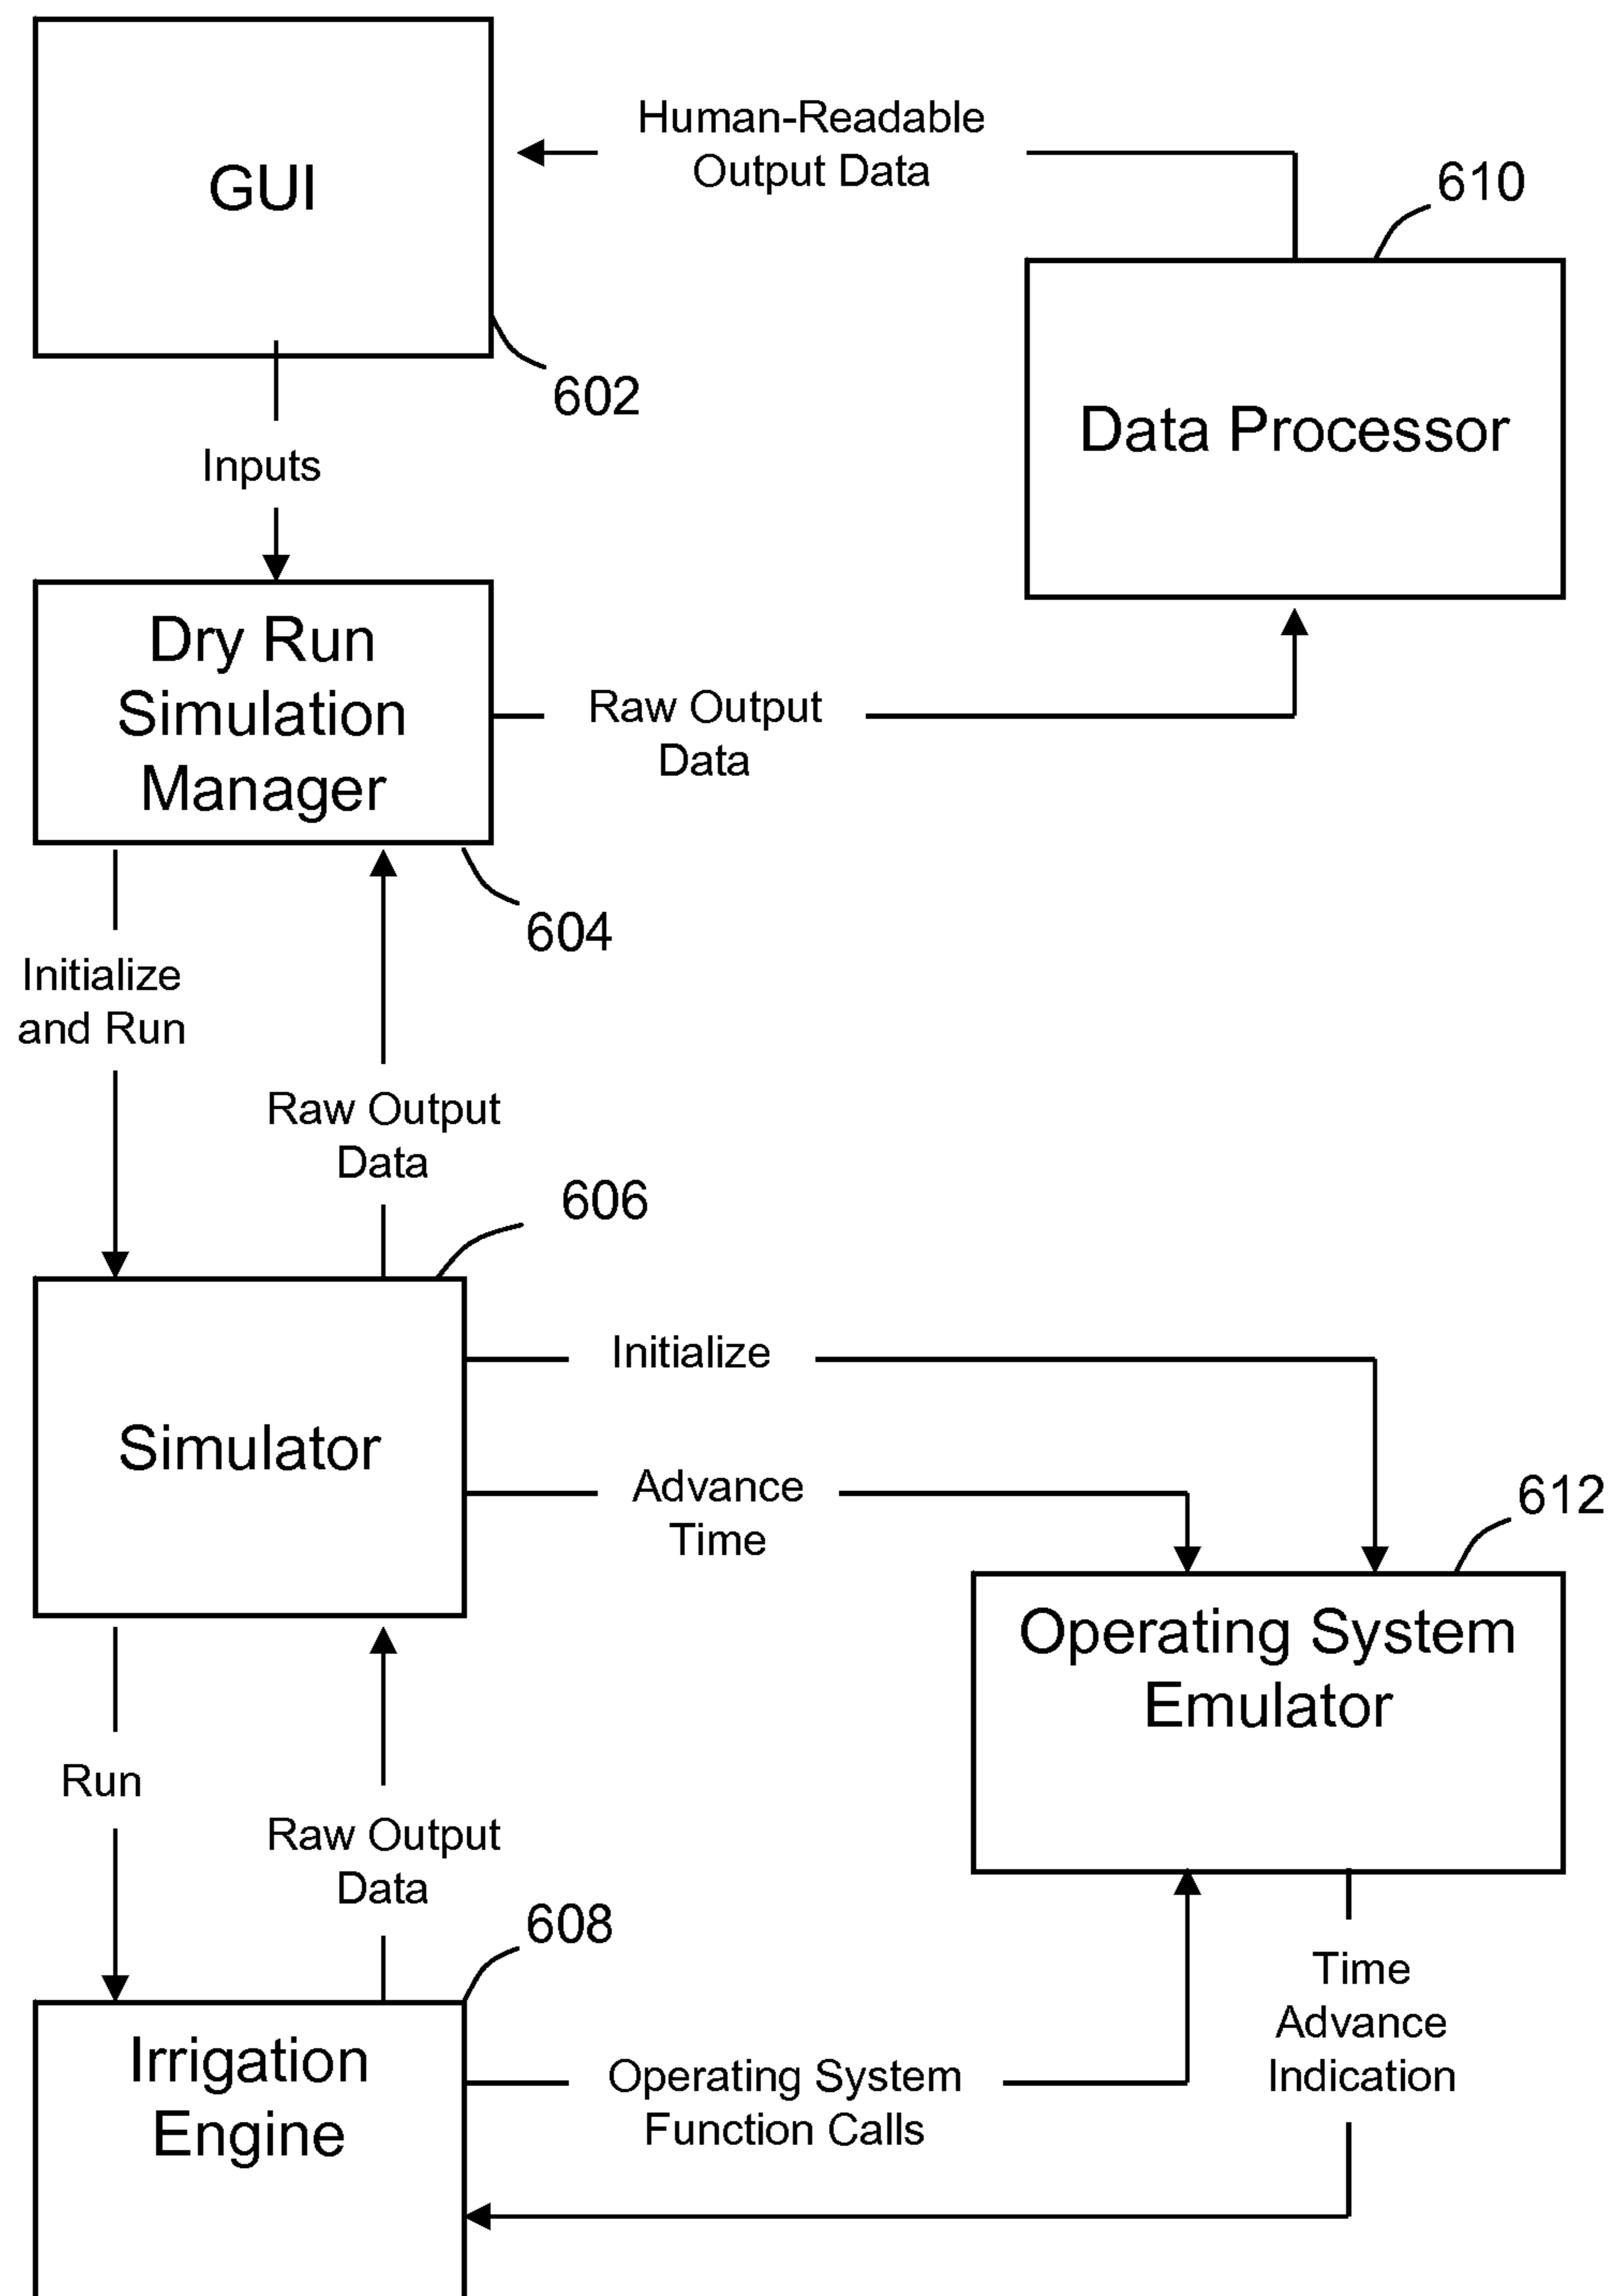 GUI
Human-Readable
Output Data
610
602
Data Processor
Inputs
Dry Run
Simulation
Manager
Raw Output
Data
604
Initialize
and Run
Raw Output
Data
606
Simulator
Initialize
Advance
Time
612
Operating System
Emulator
Run
Raw Output
Data
608
Irrigation
Engine
Operating System
Function Calls
Time
Advance
Indication